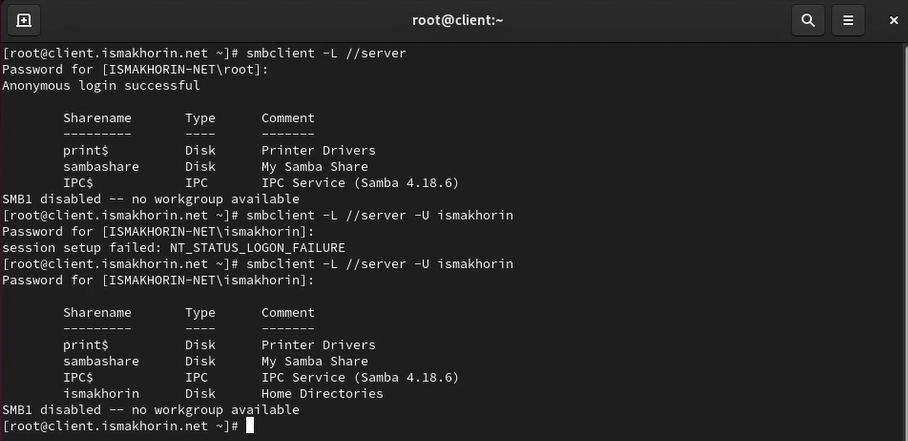 root@client:~
[root@client.ismakhorin.net ~]# smbclient -L //server
Password for [ISMAKHORIN-NET\root]:
Anonymous login successful
Sharename Type Comment
--------- ---- -------
print$ Disk Printer Drivers
sambashare Disk My Samba Share
IPC$ IPC IPC Service (Samba 4.18.6)
SMB1 disabled -- no workgroup available
[root@client.ismakhorin.net ~]# smbclient -L //server -U ismakhorin
Password for [ISMAKHORIN-NET\ismakhorin]:
session setup failed: NT_STATUS_LOGON_FAILURE
[root@client.ismakhorin.net ~]# smbclient -L //server -U ismakhorin
Password for [ISMAKHORIN-NET\ismakhorin]:
Sharename Type Comment
--------- ---- -------
print$ Disk Printer Drivers
sambashare Disk My Samba Share
IPC$ IPC IPC Service (Samba 4.18.6)
ismakhorin Disk Home Directories
SMB1 disabled -- no workgroup available
[root@client.ismakhorin.net ~]#